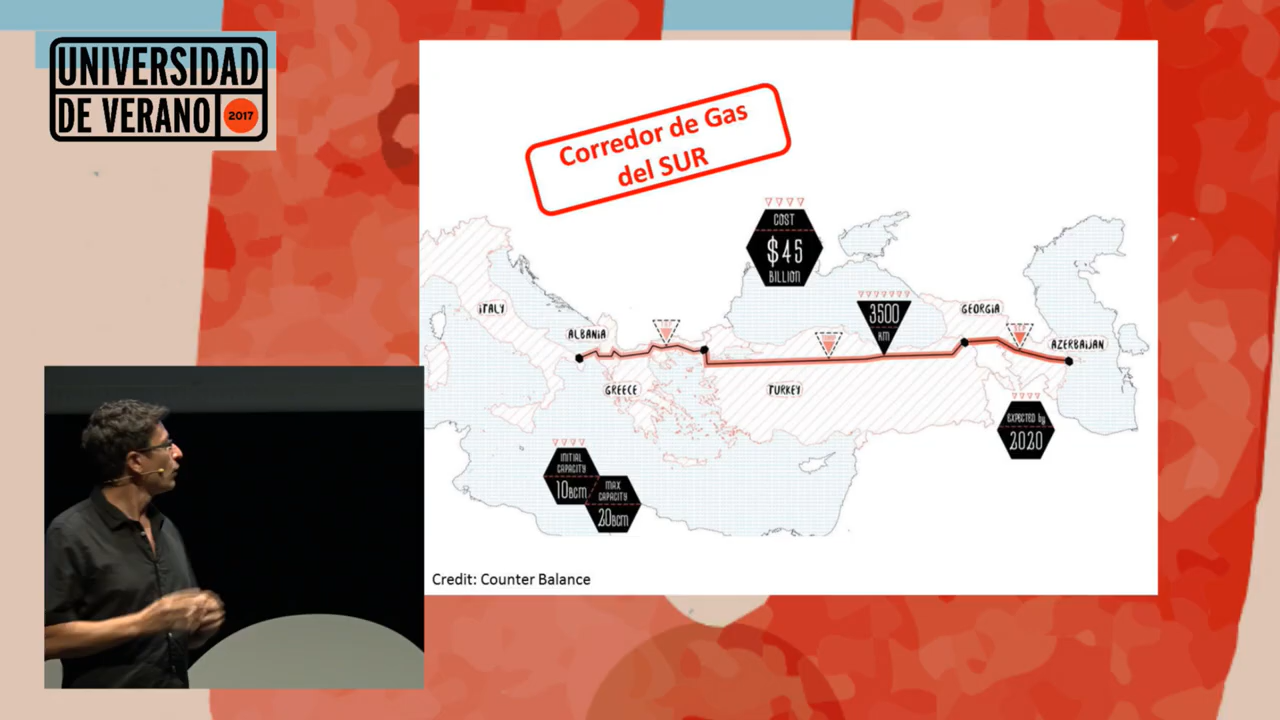 UNIVERSIDAD
DE VERANO
2017
Corredor de Gas
del SUR
COST
$45
BILLION
3500
KM
GEORGIA
ITALY
ALBANIA
AZERBAIJAN
GREECE
TURKEY
EXPECTED by
2020
INITIAL
CAPACITY
10BCM
MAX
CAPACITY
20BCM
Credit: Counter Balance